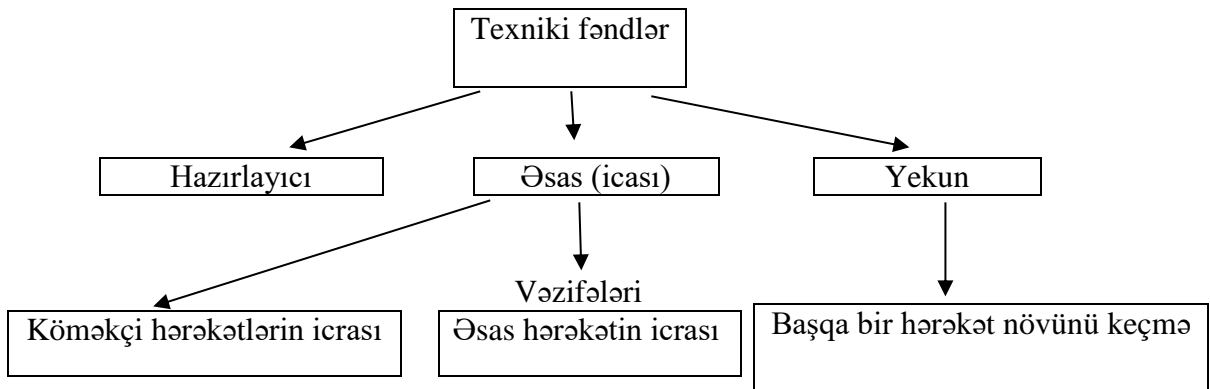 Texniki fəndlər
Hazırlayıcı
Əsas (icası)
Yekun
Vəzifələri
Köməkçi hərəkətlərin icrası
Əsas hərəkətin icrası
Başqa bir hərəkət növünü keçmə